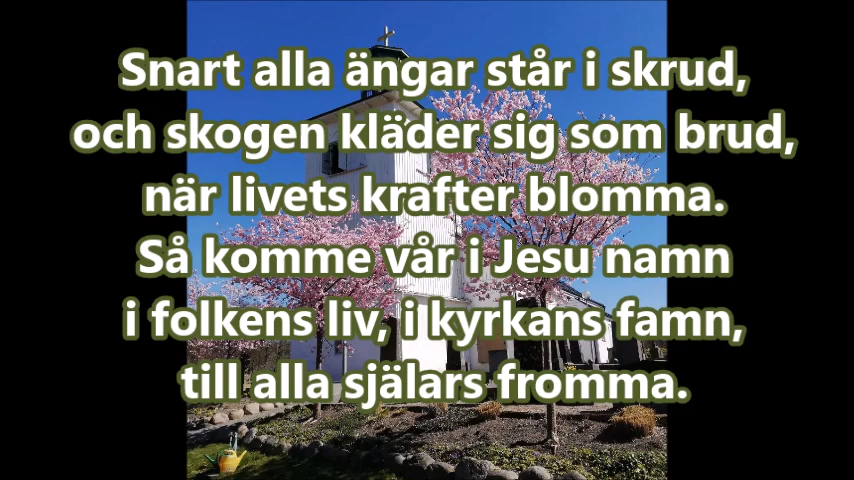 Snart alla ängar står i skrud,
och skogen kläder sig som brud,
när livets krafter blomma.
Så komme vår i Jesu namn
i folkens liv, i kyrkans famn,
till alla själars fromma.